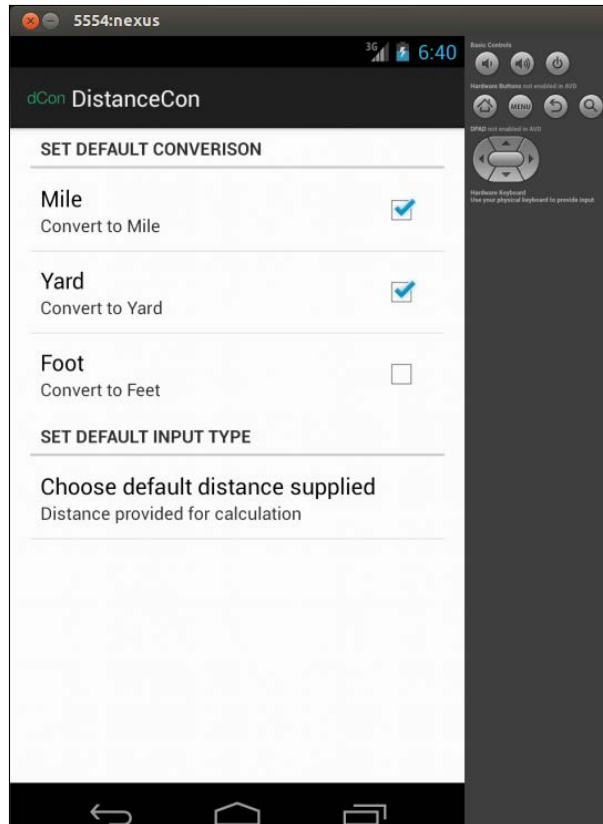 5554:nexus
3G 6:40
dCon DistanceCon
SET DEFAULT CONVERISON
Mile
Convert to Mile
Yard
Convert to Yard
Foot
Convert to Feet
SET DEFAULT INPUT TYPE
Choose default distance supplied
Distance provided for calculation
Basic Controls
Hardware Buttons not enabled in AVD
MENU
DPAD not enabled in AVD
Hardware Keyboard
Use your physical keyboard to provide input